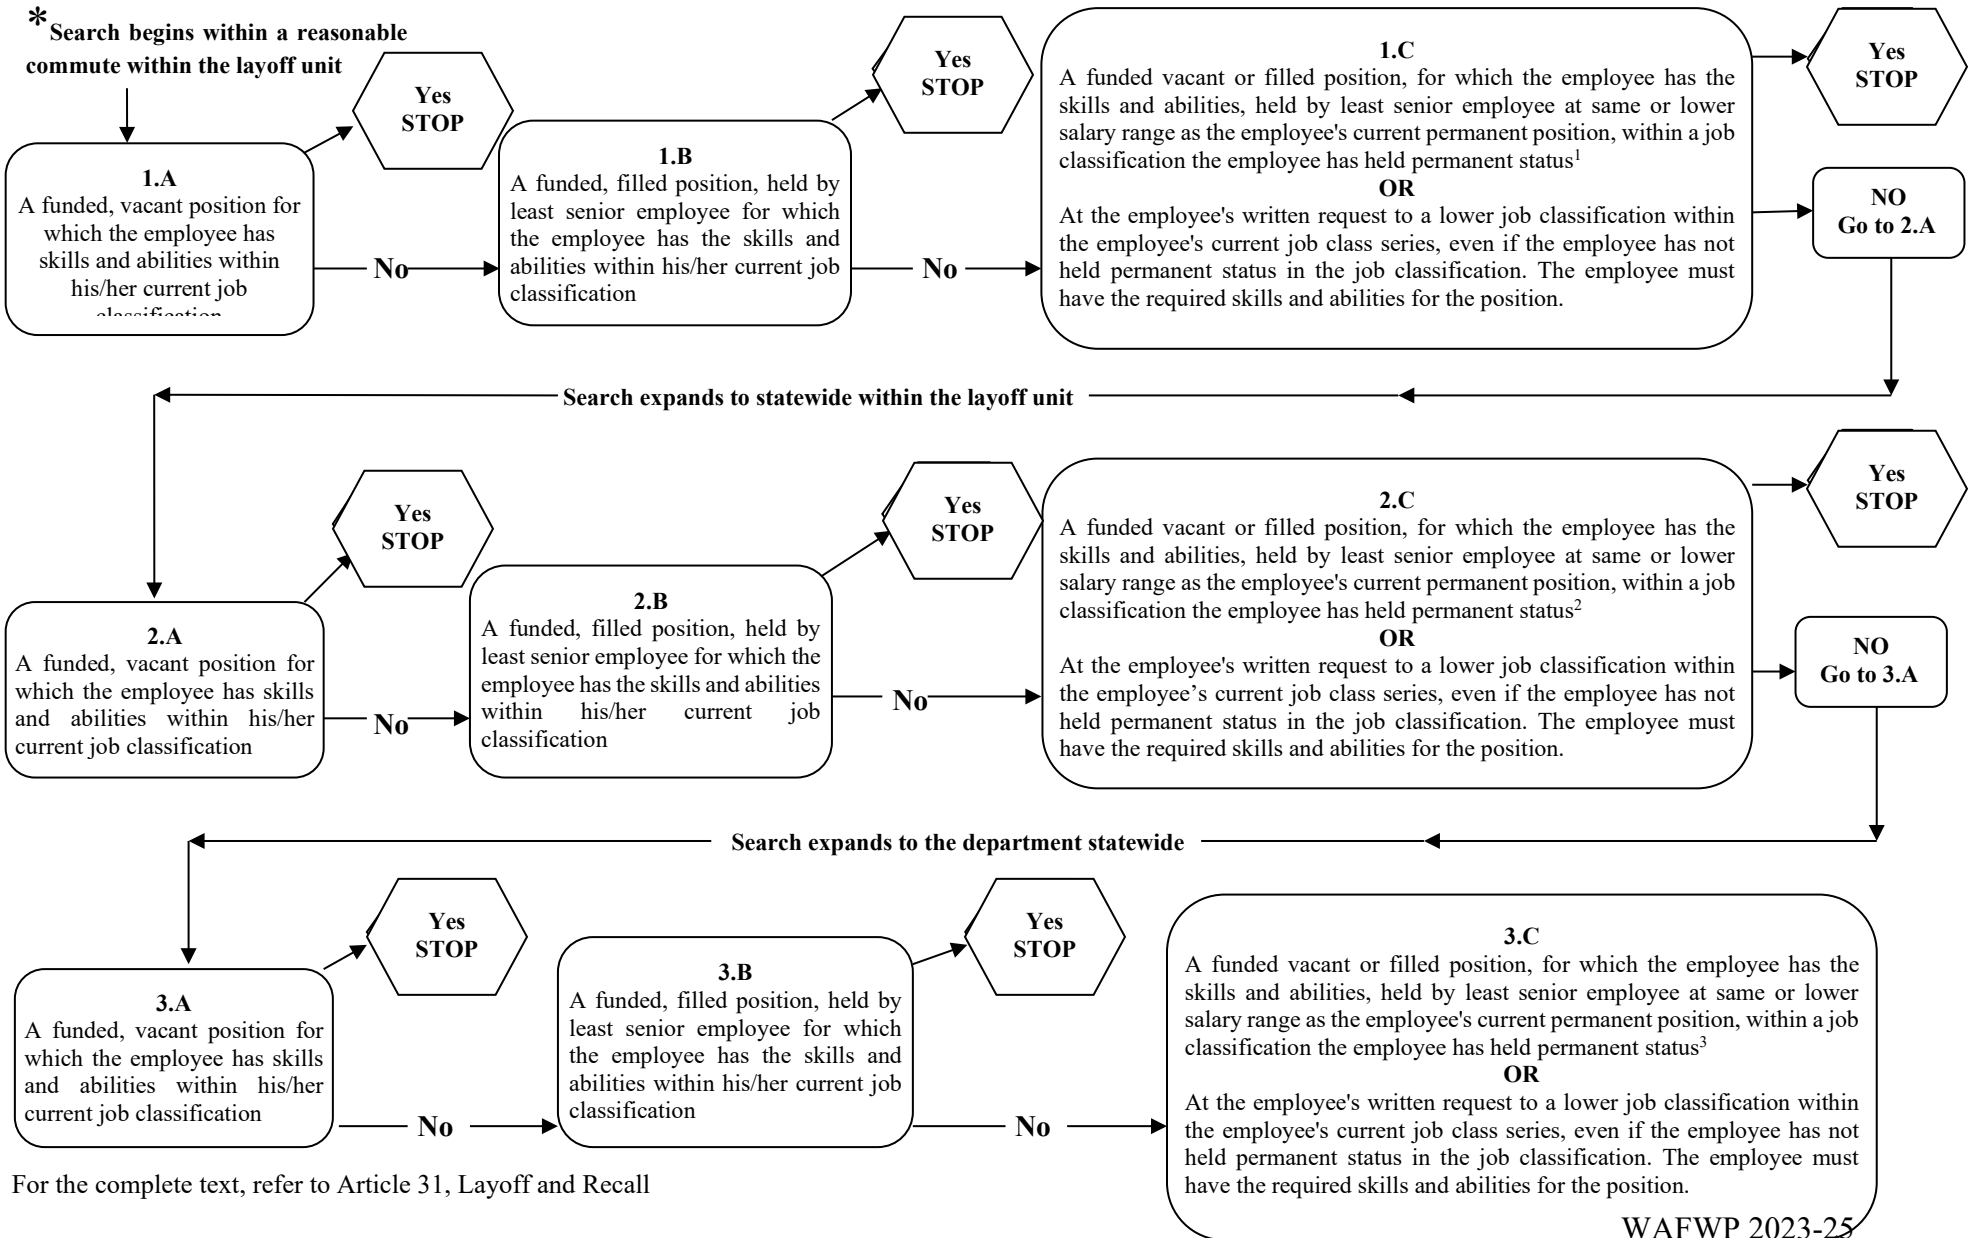 *Search begins within a reasonable
commute within the layoff unit
Yes
STOP
1.A
A funded, vacant position for
which the employee has
skills and abilities within
his/her current job
classification
No
Yes
STOP
1.B
A funded, filled position, held by
least senior employee for which
the employee has the skills and
abilities within his/her current job
classification
No
1.C
A funded vacant or filled position, for which the employee has the
skills and abilities, held by least senior employee at same or lower
salary range as the employee's current permanent position, within a job
classification the employee has held permanent status1
OR
At the employee's written request to a lower job classification within
the employee's current job class series, even if the employee has not
held permanent status in the job classification. The employee must
have the required skills and abilities for the position.
Yes
STOP
NO
Go to 2.A
Search expands to statewide within the layoff unit
Yes
STOP
2.A
A funded, vacant position for
which the employee has skills
and abilities within his/her
current job classification
No
Yes
STOP
2.B
A funded, filled position, held by
least senior employee for which the
employee has the skills and abilities
within his/her current job
classification
No
2.C
A funded vacant or filled position, for which the employee has the
skills and abilities, held by least senior employee at same or lower
salary range as the employee's current permanent position, within a job
classification the employee has held permanent status2
OR
At the employee's written request to a lower job classification within
the employee’s current job class series, even if the employee has not
held permanent status in the job classification. The employee must
have the required skills and abilities for the position.
Yes
STOP
NO
Go to 3.A
Search expands to the department statewide
Yes
STOP
3.A
A funded, vacant position for
which the employee has skills
and abilities within his/her
current job classification
No
Yes
STOP
3.B
A funded, filled position, held by
least senior employee for which
the employee has the skills and
abilities within his/her current job
classification
No
3.C
A funded vacant or filled position, for which the employee has the
skills and abilities, held by least senior employee at same or lower
salary range as the employee's current permanent position, within a job
classification the employee has held permanent status3
OR
At the employee's written request to a lower job classification within
the employee's current job class series, even if the employee has not
held permanent status in the job classification. The employee must
have the required skills and abilities for the position.
For the complete text, refer to Article 31, Layoff and Recall
WAFWP 2023-25